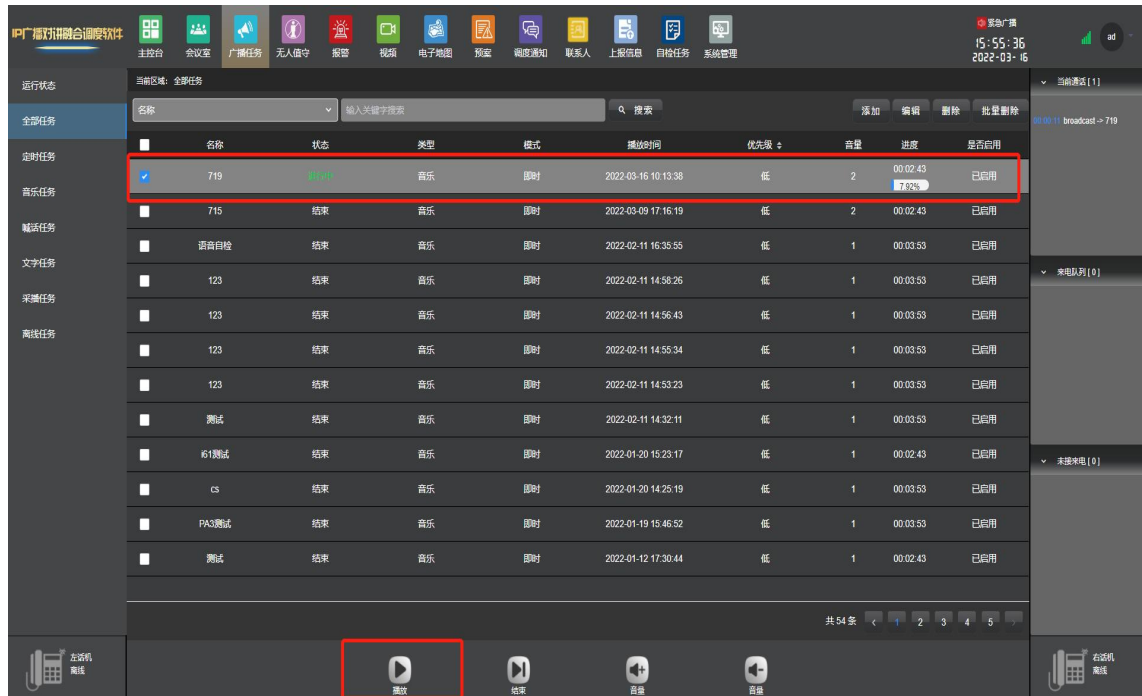 IP广播对讲融合调度软件
主控台 会议室 广播任务 无人值守 报警 视频 电子地图 预案 调度通知 联系人 上报信息 自检任务 系统管理
紧急广播
15:55:36
2022-03-16
ad
运行状态
全部任务
定时任务
音乐任务
喊话任务
文字任务
采播任务
离线任务
当前区域: 全部任务
名称 输入关键字搜索 搜索 添加 编辑 删除 批量删除
名称 状态 类型 模式 播放时间 优先级 音量 进度 是否启用
719 音乐 即时 2022-03-16 10:13:38 低 2 00:02:43 7.92% 已启用
715 结束 音乐 即时 2022-03-09 17:16:19 低 2 00:02:43 已启用
语音自检 结束 音乐 即时 2022-02-11 16:35:55 低 1 00:03:53 已启用
123 结束 音乐 即时 2022-02-11 14:58:26 低 1 00:03:53 已启用
123 结束 音乐 即时 2022-02-11 14:56:43 低 1 00:03:53 已启用
123 结束 音乐 即时 2022-02-11 14:55:34 低 1 00:03:53 已启用
123 结束 音乐 即时 2022-02-11 14:53:23 低 1 00:03:53 已启用
测试 结束 音乐 即时 2022-02-11 14:32:11 低 1 00:03:53 已启用
i61测试 结束 音乐 即时 2022-01-20 15:23:17 低 1 00:02:43 已启用
cs 结束 音乐 即时 2022-01-20 14:25:19 低 1 00:03:53 已启用
PA3测试 结束 音乐 即时 2022-01-19 15:46:52 低 1 00:03:53 已启用
测试 结束 音乐 即时 2022-01-12 17:30:44 低 1 00:02:43 已启用
共54条 < 1 2 3 4 5 >
当前通话 [ 1 ]
00:00:11 broadcast -> 719
来电队列 [ 0 ]
未接来电 [ 0 ]
左话机
离线
播放 结束 音量 音量
右话机
离线